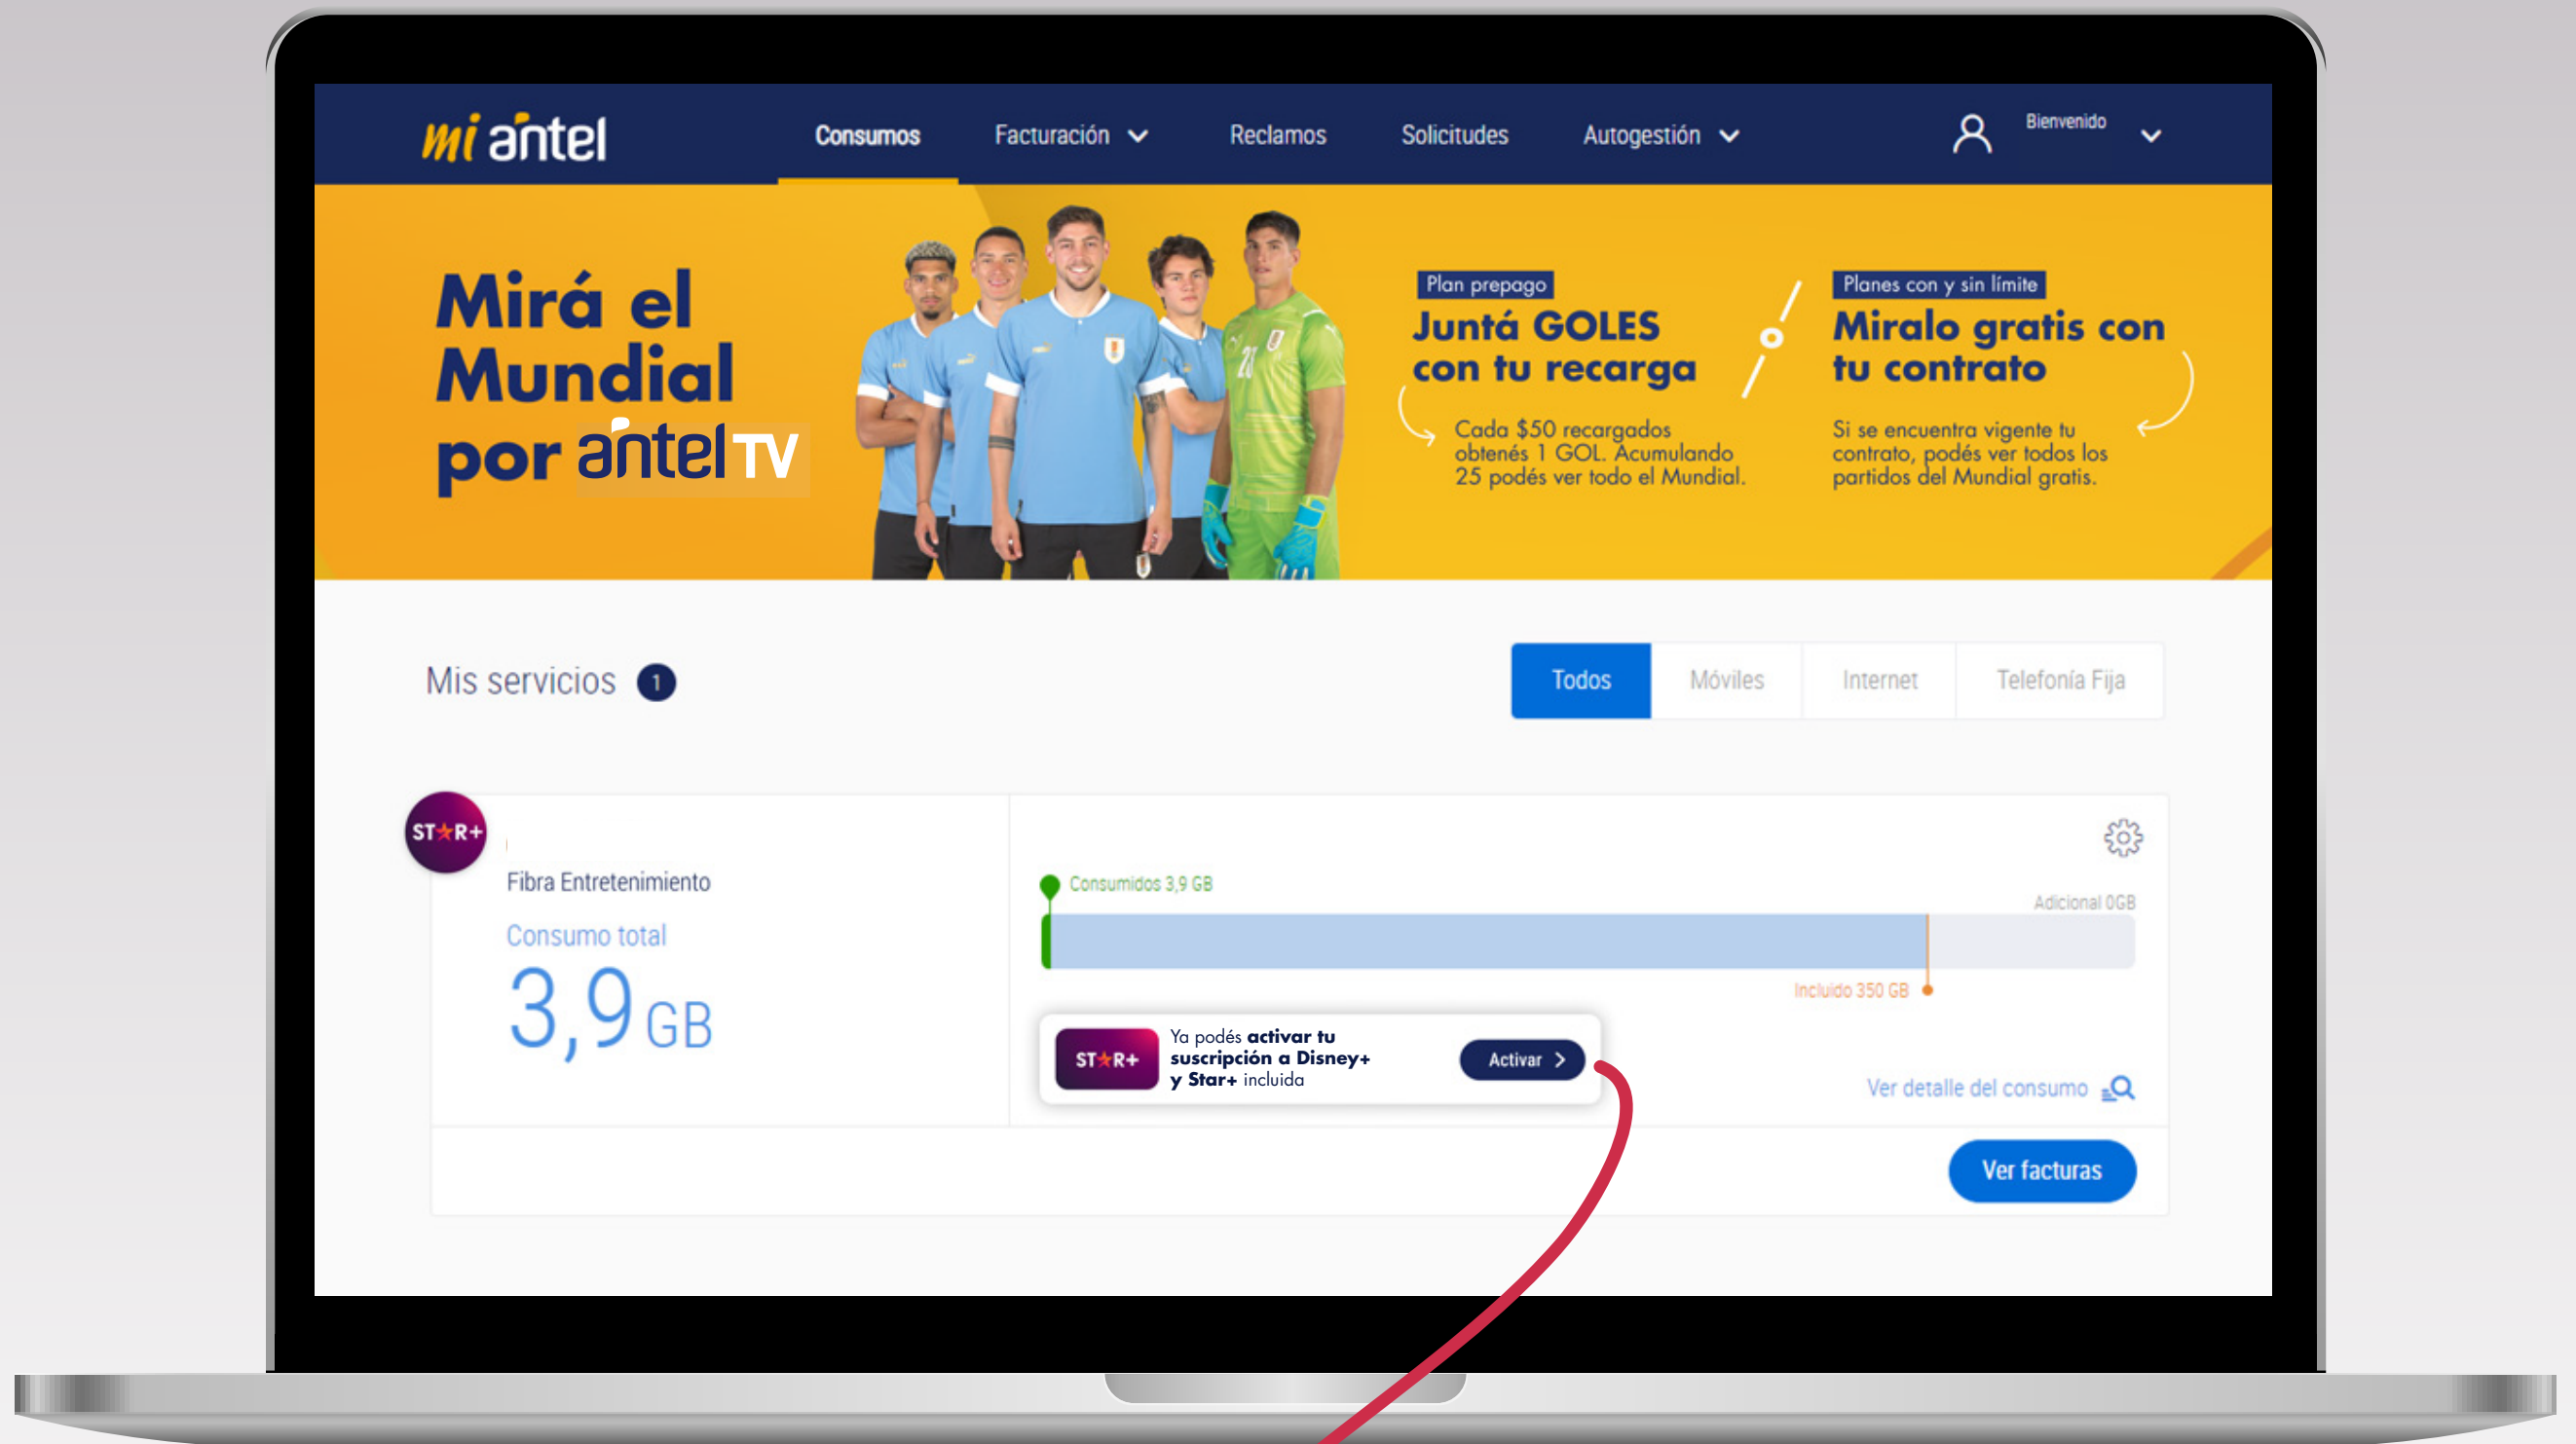 mi antel
Consumos
Facturación
Reclamos
Solicitudes
Autogestión
Bienvenido
Mirá el
Mundial
por antel TV
28
Plan prepago
Juntá GOLES
con tu recarga
Cada $50 recargados
obtenés 1 GOL. Acumulando
25 podés ver todo el Mundial.
o
Planes con y sin límite
Miralo gratis con
tu contrato
Si se encuentra vigente tu
contrato, podés ver todos los
partidos del Mundial gratis.
Mis servicios 1
Todos
Móviles
Internet
Telefonía Fija
ST★R+
Fibra Entretenimiento
Consumo total
3,9 GB
Consumidos 3,9 GB
Adicional 0GB
Incluido 350 GB
ST★R+
Ya podés activar tu
suscripción a Disney+
y Star+ incluida
Activar >
Ver detalle del consumo
Ver facturas